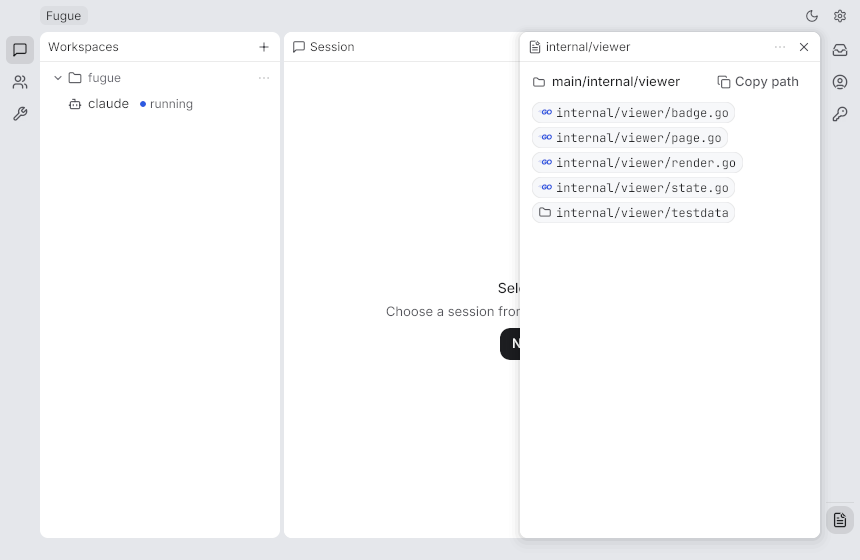 Fugue
Workspaces
fugue
claude running
Session
Choose a session
internal/viewer
main/internal/viewer
Copy path
internal/viewer/badge.go
internal/viewer/page.go
internal/viewer/render.go
internal/viewer/state.go
internal/viewer/testdata